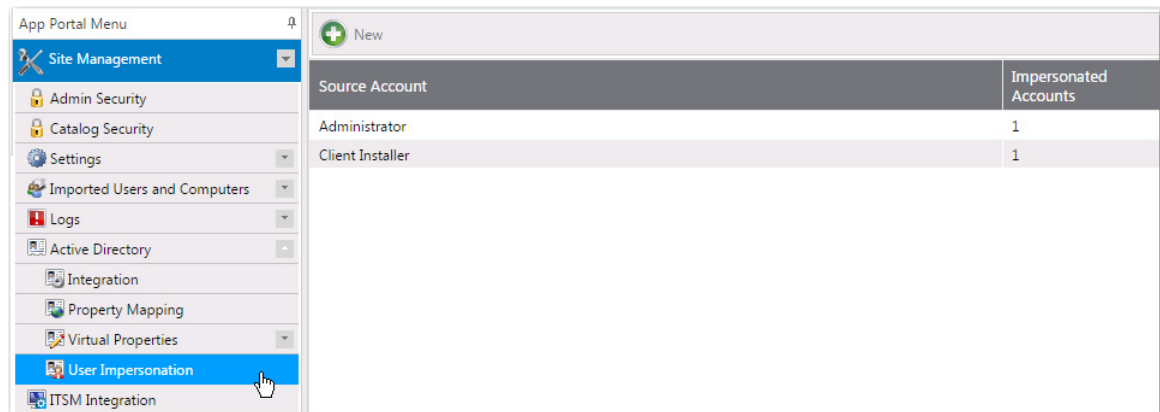 App Portal Menu
Site Management
Admin Security
Catalog Security
Settings
Imported Users and Computers
Logs
Active Directory
Integration
Property Mapping
Virtual Properties
User Impersonation
ITSM Integration
New
Source Account
Impersonated
Accounts
Administrator 1
Client Installer 1